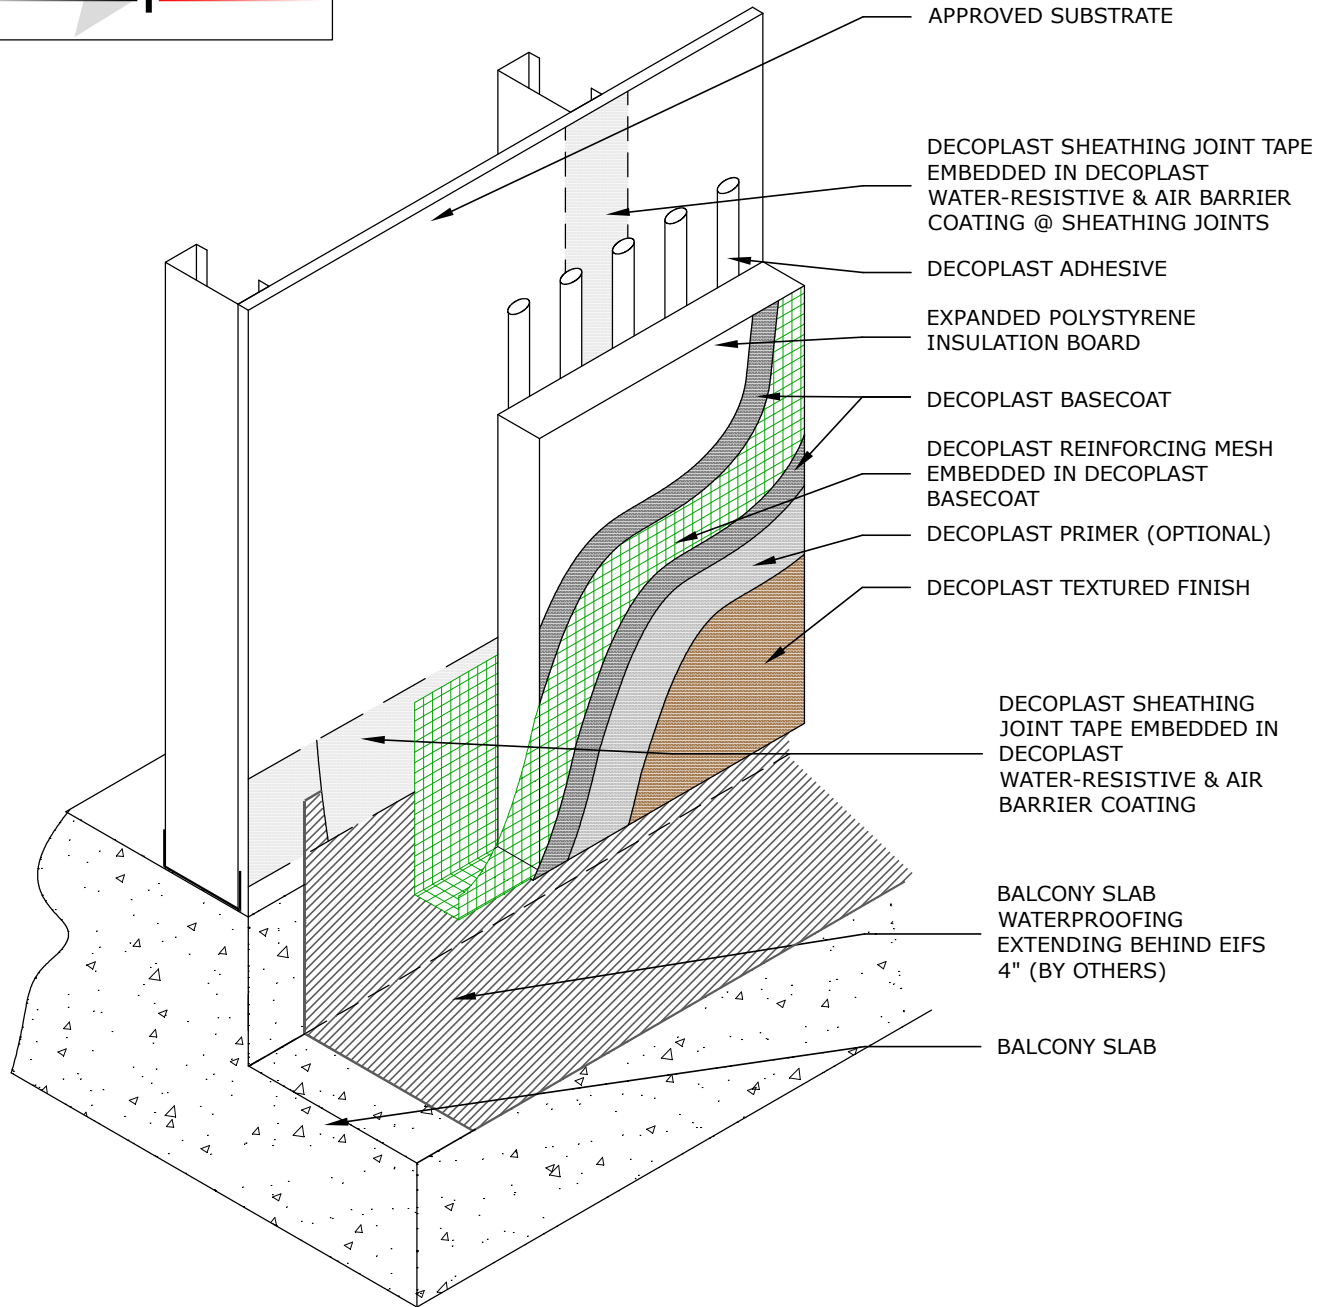 APPROVED SUBSTRATE
DECOPLAST SHEATHING JOINT TAPE
EMBEDDED IN DECOPLAST
WATER-RESISTIVE & AIR BARRIER
COATING @ SHEATHING JOINTS
DECOPLAST ADHESIVE
EXPANDED POLYSTYRENE
INSULATION BOARD
DECOPLAST BASECOAT
DECOPLAST REINFORCING MESH
EMBEDDED IN DECOPLAST
BASECOAT
DECOPLAST PRIMER (OPTIONAL)
DECOPLAST TEXTURED FINISH
DECOPLAST SHEATHING
JOINT TAPE EMBEDDED IN
DECOPLAST
WATER-RESISTIVE & AIR
BARRIER COATING
BALCONY SLAB
WATERPROOFING
EXTENDING BEHIND EIFS
4" (BY OTHERS)
BALCONY SLAB